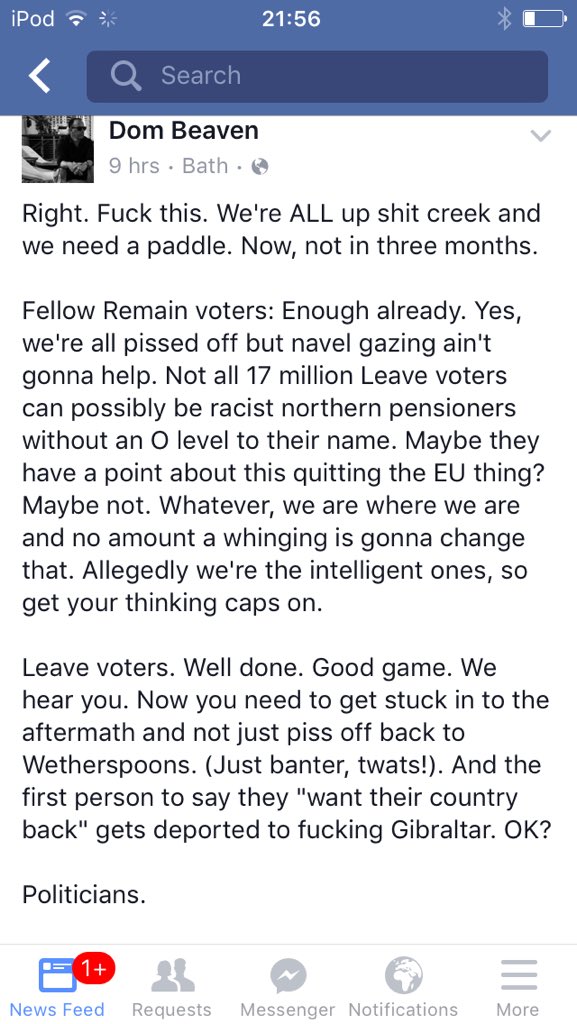 iPod 21:56
Search
Dom Beaven
9 hrs · Bath ·
Right. Fuck this. We're ALL up shit creek and
we need a paddle. Now, not in three months.
Fellow Remain voters: Enough already. Yes,
we're all pissed off but navel gazing ain't
gonna help. Not all 17 million Leave voters
can possibly be racist northern pensioners
without an O level to their name. Maybe they
have a point about this quitting the EU thing?
Maybe not. Whatever, we are where we are
and no amount a whinging is gonna change
that. Allegedly we're the intelligent ones, so
get your thinking caps on.
Leave voters. Well done. Good game. We
hear you. Now you need to get stuck in to the
aftermath and not just piss off back to
Wetherspoons. (Just banter, twats!). And the
first person to say they "want their country
back" gets deported to fucking Gibraltar. OK?
Politicians.
1+
News Feed Requests Messenger Notifications More